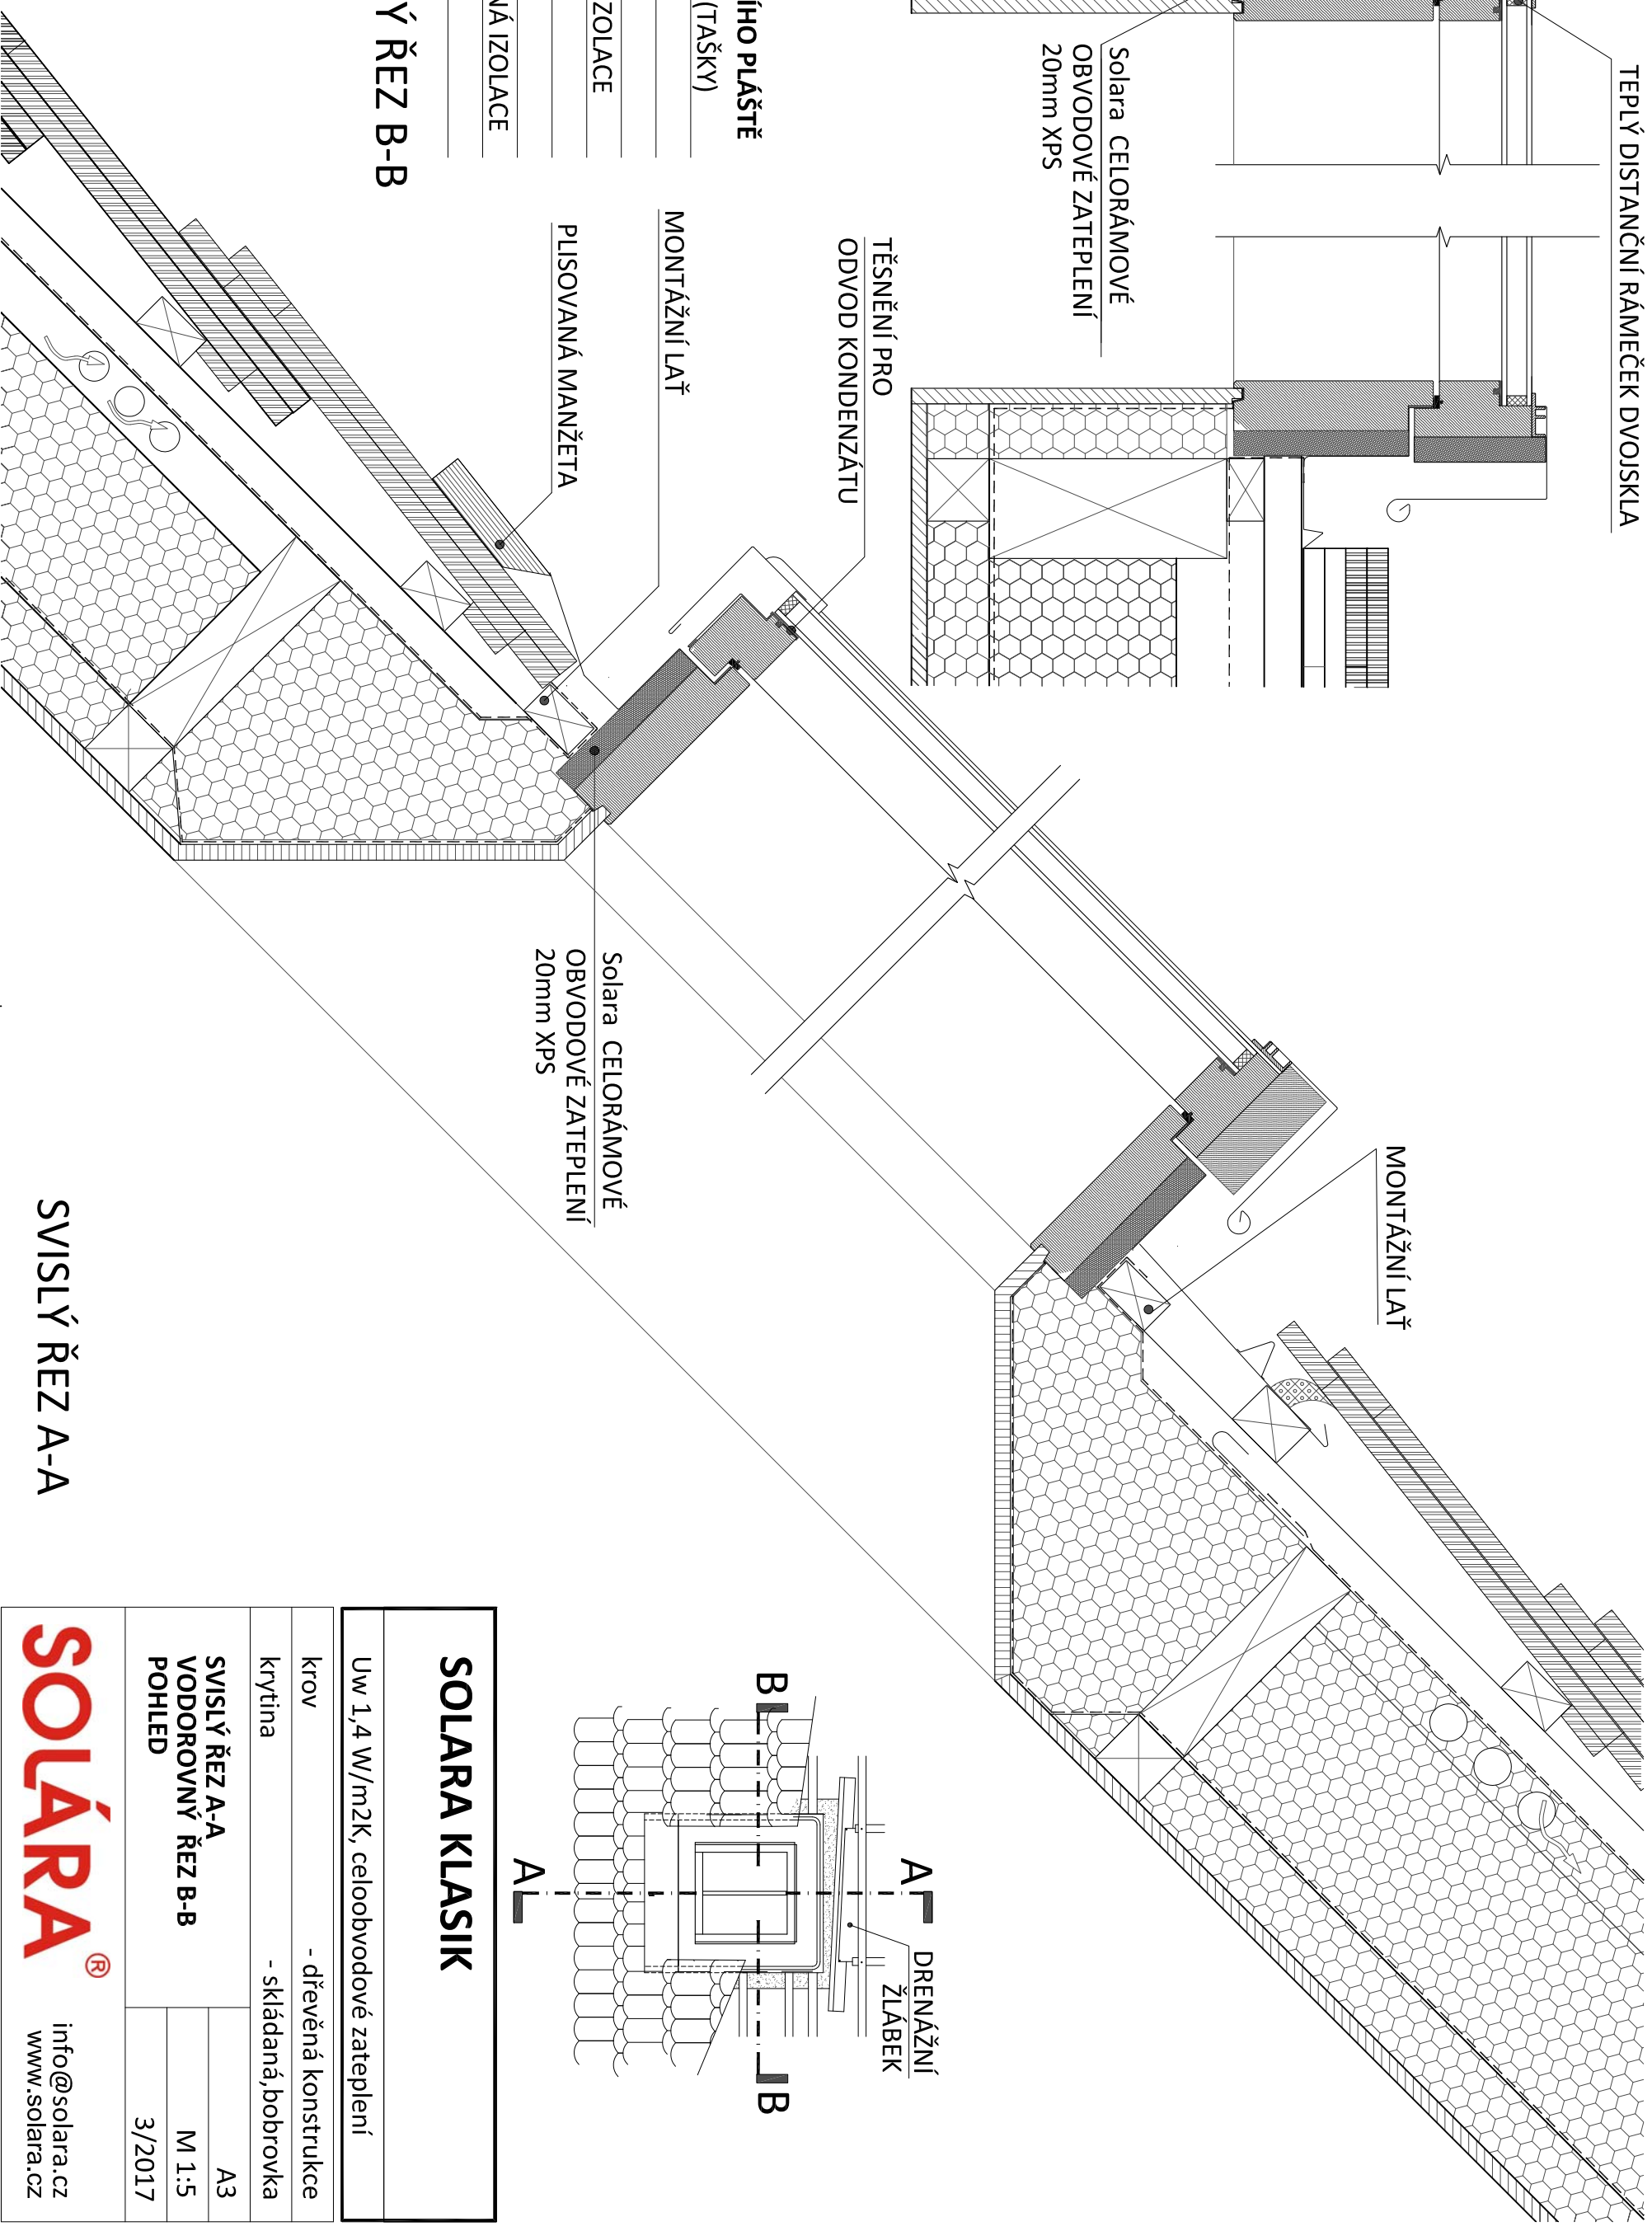 TEPLÝ DISTANČNÍ RÁMEČEK DVOJSKLA
Solara CELORÁMOVÉ
OBVODOVÉ ZATEPLENÍ
20mm XPS
ÍHO PLÁŠTĚ
(TAŠKY)
ZOLACE
NÁ IZOLACE
Ý ŘEZ B-B
TĚSNĚNÍ PRO
ODVOD KONDENZÁTU
MONTÁŽNÍ LAŤ
PLISOVANÁ MANŽETA
MONTÁŽNÍ LAŤ
Solara CELORÁMOVÉ
OBVODOVÉ ZATEPLENÍ
20mm XPS
SVISLÝ ŘEZ A-A
A
DRENÁŽNÍ
ŽLÁBEK
B
B
A
SOLARA KLASIK
Uw 1,4 W/m2K, celoobvodové zateplení
krov - dřevěná konstrukce
krytina - skládaná,bobrovka
SVISLÝ ŘEZ A-A
VODOROVNÝ ŘEZ B-B
POHLED
A3
M 1:5
3/2017
SOLÁRA ®
info@solara.cz
www.solara.cz